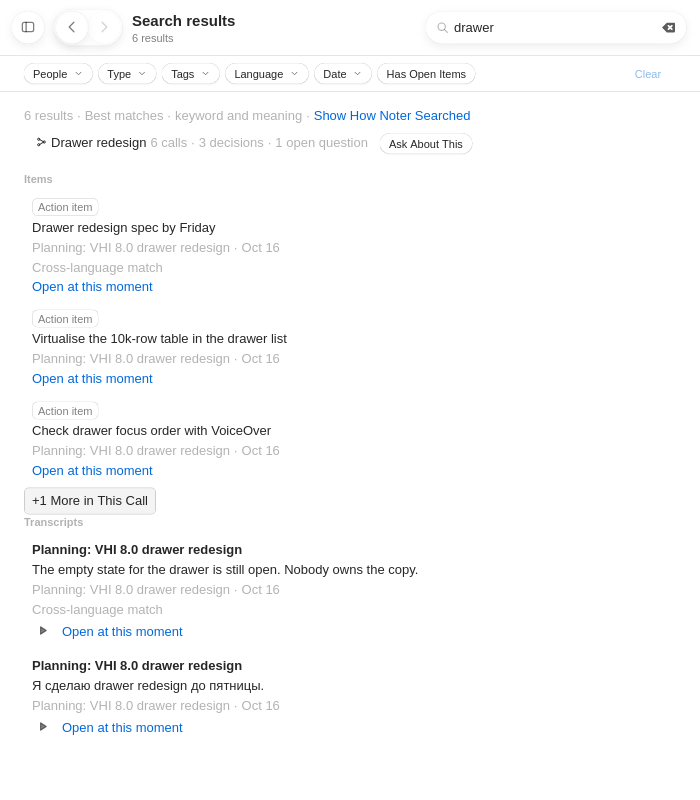 Search results
6 results
drawer
People
Type
Tags
Language
Date
Has Open Items
Clear
6 results · Best matches · keyword and meaning · Show How Noter Searched
Drawer redesign 6 calls · 3 decisions · 1 open question
Ask About This
Items
Action item
Drawer redesign spec by Friday
Planning: VHI 8.0 drawer redesign · Oct 16
Cross-language match
Open at this moment
Action item
Virtualise the 10k-row table in the drawer list
Planning: VHI 8.0 drawer redesign · Oct 16
Open at this moment
Action item
Check drawer focus order with VoiceOver
Planning: VHI 8.0 drawer redesign · Oct 16
Open at this moment
+1 More in This Call
Transcripts
Planning: VHI 8.0 drawer redesign
The empty state for the drawer is still open. Nobody owns the copy.
Planning: VHI 8.0 drawer redesign · Oct 16
Cross-language match
Open at this moment
Planning: VHI 8.0 drawer redesign
Я сделаю drawer redesign до пятницы.
Planning: VHI 8.0 drawer redesign · Oct 16
Open at this moment